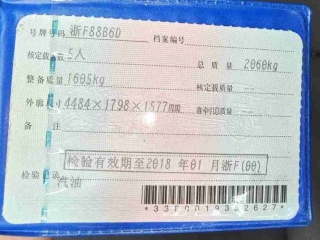 号牌号码 浙F88B6D 档案编号
核定载人数 5人 总质量 2060kg
整备质量 1605kg 核定载质量 --
外廓尺寸 4484×1798×1577mm 准牵引总质量 --
备注
检验有效期至2018年01月浙F(00)
检验记录
汽油